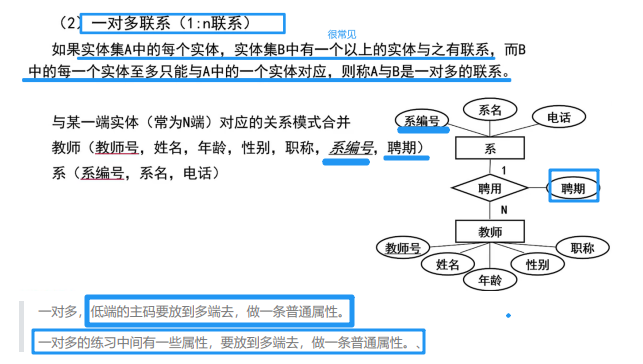 （2）一对多联系（1:n联系）
很常见
如果实体集A中的每个实体，实体集B中有一个以上的实体与之有联系，而B
中的每一个实体至多只能与A中的一个实体对应，则称A与B是一对多的联系。
与某一端实体（常为N端）对应的关系模式合并
教师（教师号，姓名，年龄，性别，职称，系编号，聘期）
系（系编号，系名，电话）
系名
系编号
电话
系
1
聘用
聘期
N
教师
教师号
职称
姓名
性别
年龄
一对多，低端的主码要放到多端去，做一条普通属性。
一对多的练习中间有一些属性，要放到多端去，做一条普通属性。、